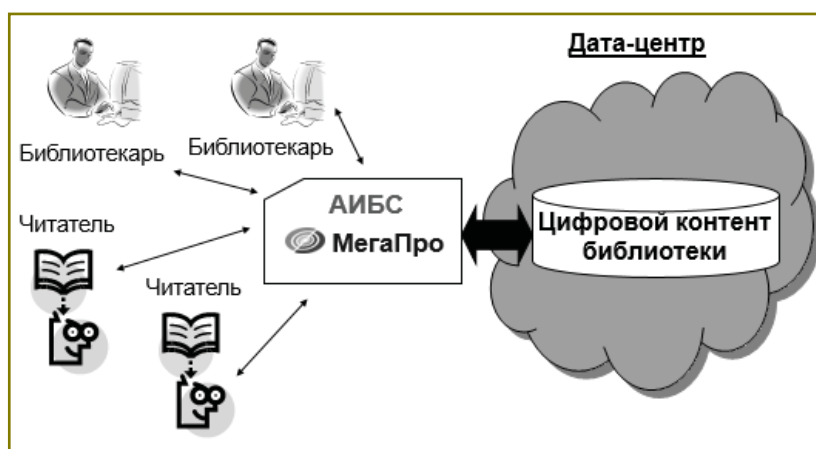 Дата-центр
Библиотекарь
Библиотекарь
Читатель
Читатель
АИБС
МегаПро
Цифровой контент
библиотеки